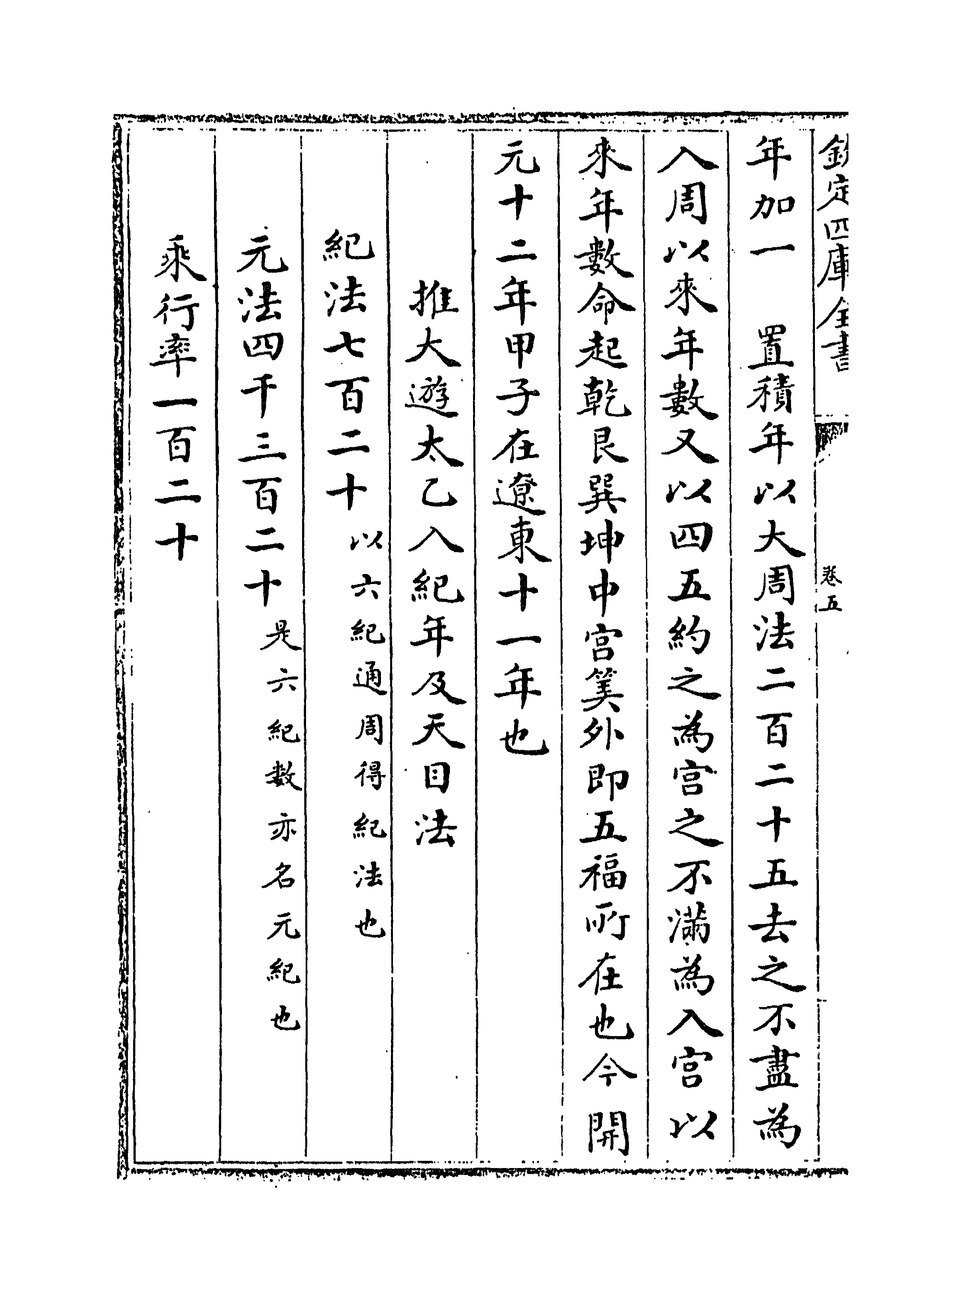 欽定四庫全書
卷五
年加一　置積年以大周法二百二十五去之不盡為
入周以來年數又以四五約之為宮之不滿為入宮以
來年數命起乾艮巽坤中宮筭外即五福所在也今開
元十二年甲子在遼東十一年也
推大遊太乙入紀年及天目法
紀法七百二十以六紀通周得紀法也
元法四千三百二十是六紀數亦名元紀也
乘行率一百二十